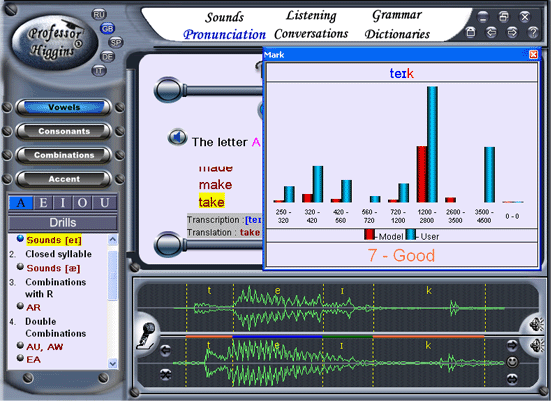 Professor Higgins®
RU
GB
SP
DE
IT
Sounds Listening Grammar
Pronunciation Conversations Dictionaries
Vowels
Consonants
Combinations
Accent
A E I O U
Drills
Sounds [eɪ]
2. Closed syllable
Sounds [æ]
3. Combinations
with R
AR
4. Double
Combinations
AU, AW
EA
The letter A
made
make
take
Transcription : [teɪ
Translation : take
Mark
teɪk
250 - 320 320 - 420 420 - 560 560 - 720 720 - 1200 1200 - 2800 2600 - 3500 3500 - 4500 0 - 0
- Model - User
7 - Good
t e ɪ k
t e ɪ k